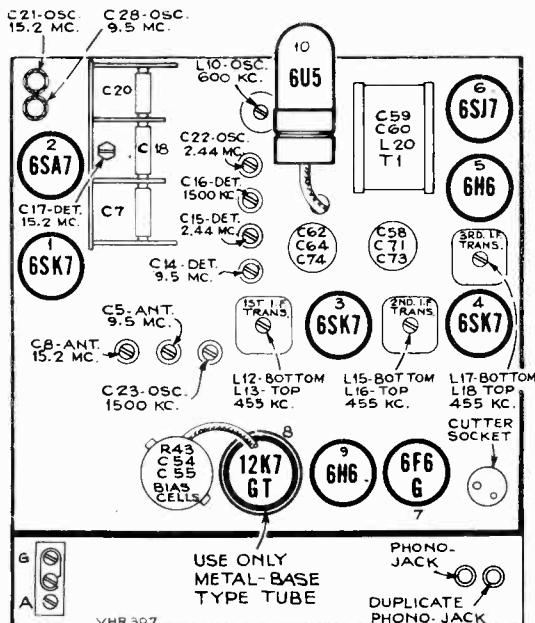 C21-OSC.
15.2 MC.
C28-OSC.
9.5 MC.
L10-OSC.
600 KC.
10
6U5
C20
C59
C60
L20
T1
6
6SJ7
2
6SA7
C18
C22-OSC.
2.44 MC.
C16-DET.
1500 KC.
5
6H6
C17-DET.
15.2 MC.
C7
C15-DET.
2.44 MC.
C62
C64
C74
C58
C71
C73
3RD. I.F.
TRANS.
1
6SK7
C14-DET.
9.5 MC.
C5-ANT.
9.5 MC.
1ST I.F.
TRANS.
3
6SK7
2ND. I.F.
TRANS.
4
6SK7
C8-ANT.
15.2 MC.
C23-OSC.
1500 KC.
L12-BOTTOM
L13-TOP
455 KC.
L15-BOTTOM
L16-TOP
455 KC.
L17-BOTTOM
L18 TOP
455 KC.
CUTTER
SOCKET
R43
C54
C55
BIAS
CELLS
8
12K7
GT
9
6H6
6F6
G
7
USE ONLY
METAL-BASE
TYPE TUBE
PHONO-
JACK
DUPLICATE
PHONO-JACK
G
A
VHR307